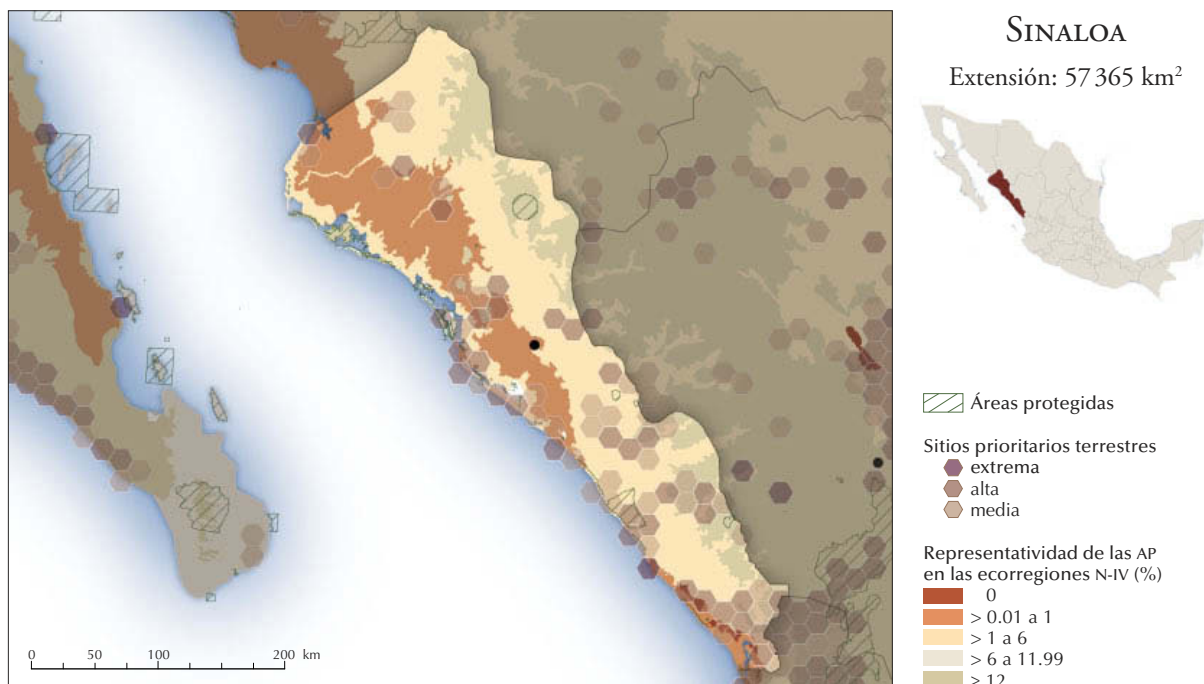 SINALOA
Extensión: 57 365 km²
Áreas protegidas
Sitios prioritarios terrestres
extrema
alta
media
Representatividad de las AP
en las ecorregiones N-IV (%)
0
> 0.01 a 1
> 1 a 6
> 6 a 11.99
> 12
0 50 100 200 km